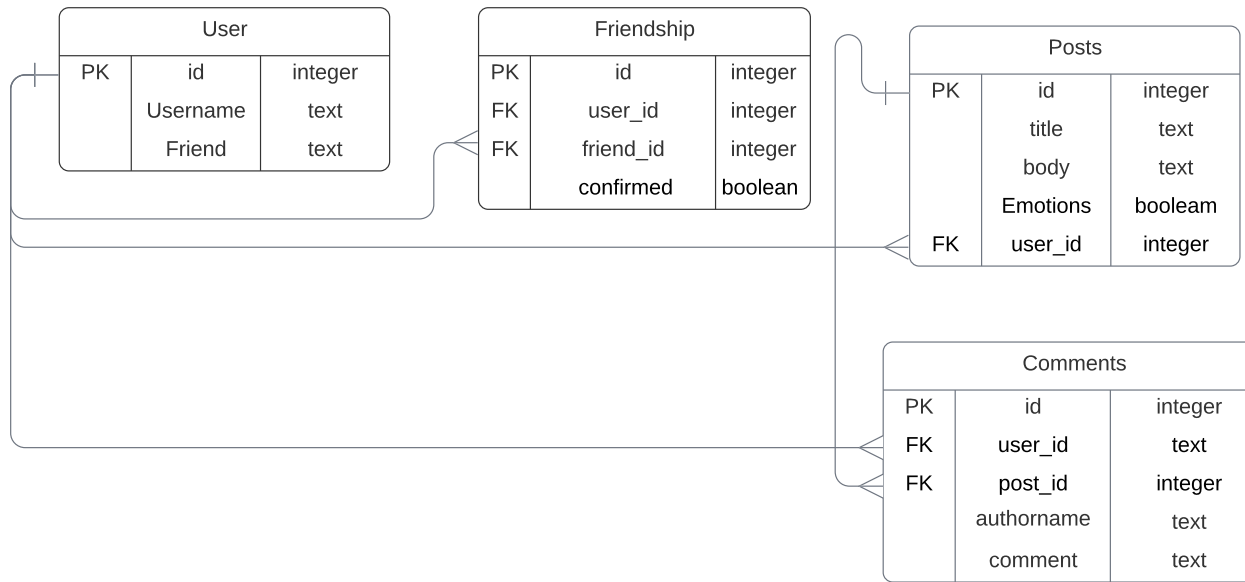 User
PK id integer
Username text
Friend text
Friendship
PK id integer
FK user_id integer
FK friend_id integer
confirmed boolean
Posts
PK id integer
title text
body text
Emotions booleam
FK user_id integer
Comments
PK id integer
FK user_id text
FK post_id integer
authorname text
comment text